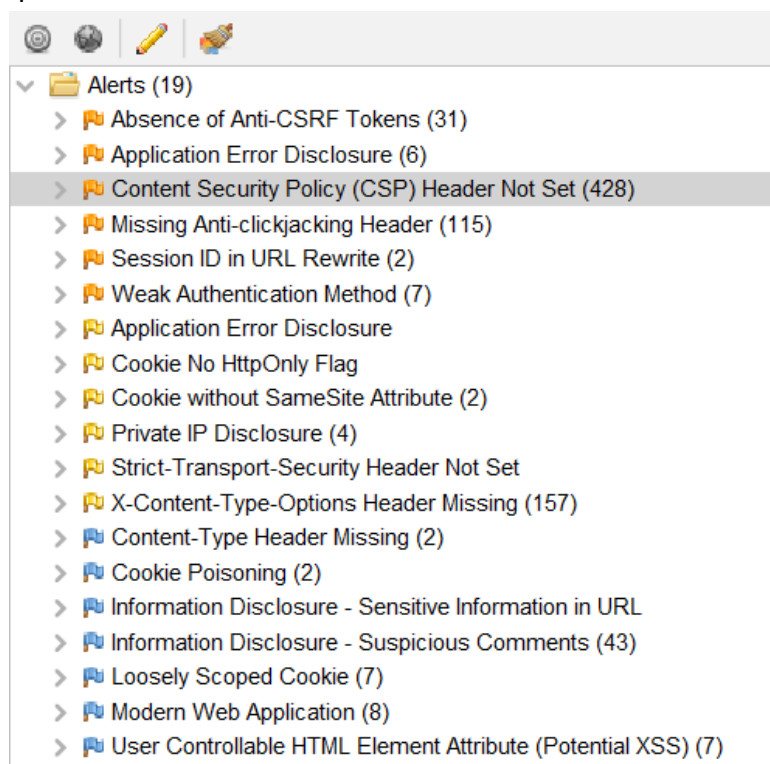 Alerts (19)
Absence of Anti-CSRF Tokens (31)
Application Error Disclosure (6)
Content Security Policy (CSP) Header Not Set (428)
Missing Anti-clickjacking Header (115)
Session ID in URL Rewrite (2)
Weak Authentication Method (7)
Application Error Disclosure
Cookie No HttpOnly Flag
Cookie without SameSite Attribute (2)
Private IP Disclosure (4)
Strict-Transport-Security Header Not Set
X-Content-Type-Options Header Missing (157)
Content-Type Header Missing (2)
Cookie Poisoning (2)
Information Disclosure - Sensitive Information in URL
Information Disclosure - Suspicious Comments (43)
Loosely Scoped Cookie (7)
Modern Web Application (8)
User Controllable HTML Element Attribute (Potential XSS) (7)